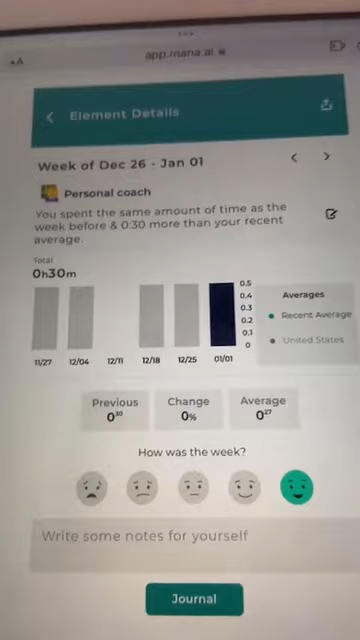 AA
app.mana.ai
Element Details
Week of Dec 26 - Jan 01
Personal coach
You spent the same amount of time as the
week before & 0:30 more than your recent
average.
Total
0h30m
0.5
0.4
0.3
0.2
0.1
0
11/27 12/04 12/11 12/18 12/25 01/01
Averages
Recent Average
United States
Previous
0³⁰
Change
0%
Average
0²⁷
How was the week?
Write some notes for yourself
Journal